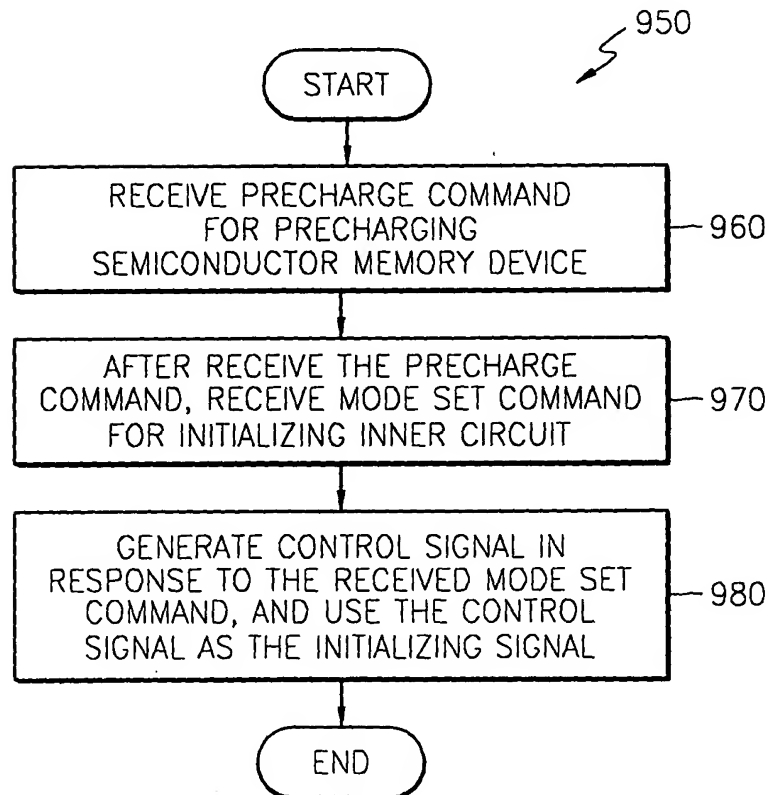 950
START
RECEIVE PRECHARGE COMMAND
FOR PRECHARGING
SEMICONDUCTOR MEMORY DEVICE
960
AFTER RECEIVE THE PRECHARGE
COMMAND, RECEIVE MODE SET COMMAND
FOR INITIALIZING INNER CIRCUIT
970
GENERATE CONTROL SIGNAL IN
RESPONSE TO THE RECEIVED MODE SET
COMMAND, AND USE THE CONTROL
SIGNAL AS THE INITIALIZING SIGNAL
980
END